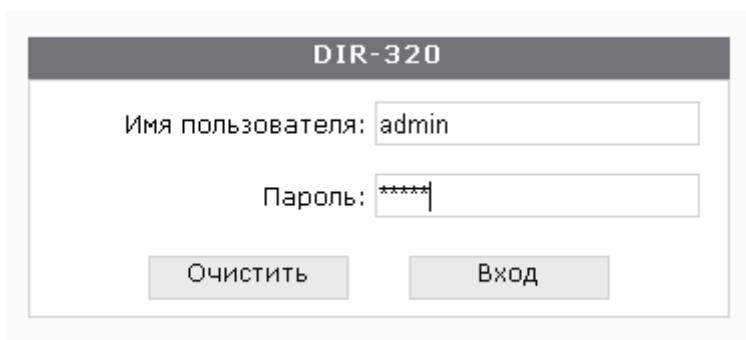 DIR-320
Имя пользователя: admin
Пароль: *****
Очистить Вход